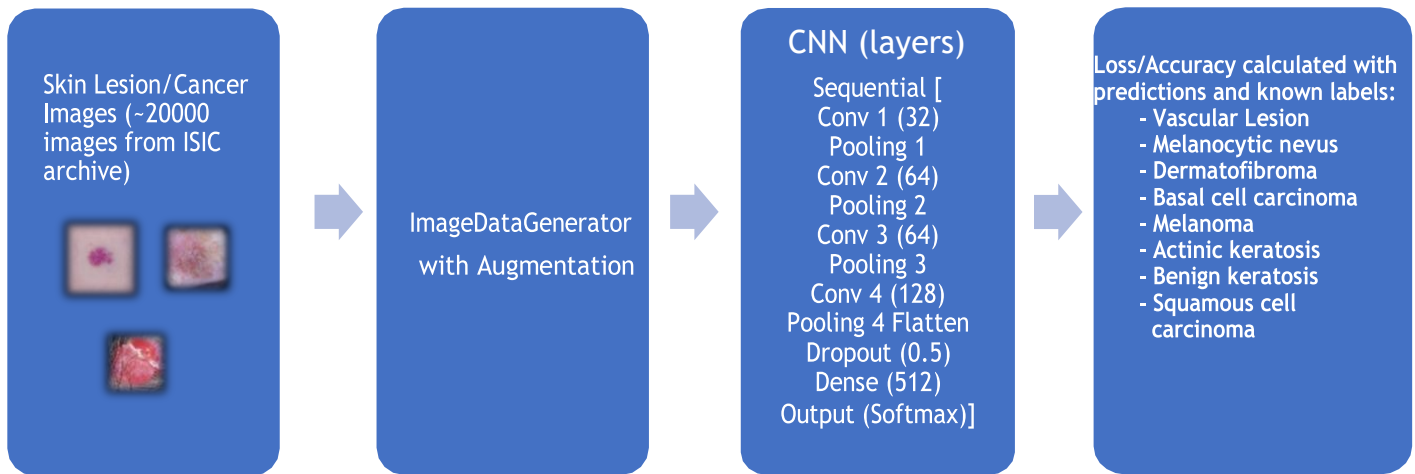 Skin Lesion/Cancer
Images (~20000
images from ISIC
archive)
ImageDataGenerator
with Augmentation
CNN (layers)
Sequential [
Conv 1 (32)
Pooling 1
Conv 2 (64)
Pooling 2
Conv 3 (64)
Pooling 3
Conv 4 (128)
Pooling 4 Flatten
Dropout (0.5)
Dense (512)
Output (Softmax)]
Loss/Accuracy calculated with
predictions and known labels:
- Vascular Lesion
- Melanocytic nevus
- Dermatofibroma
- Basal cell carcinoma
- Melanoma
- Actinic keratosis
- Benign keratosis
- Squamous cell
carcinoma